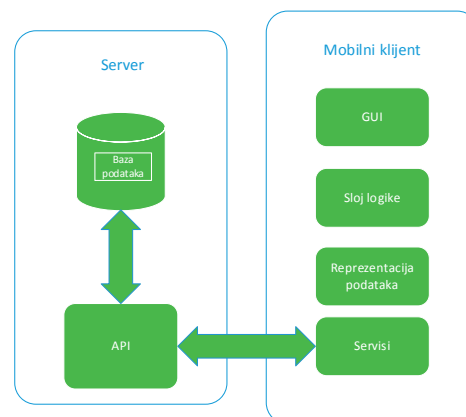 Server
Baza
podataka
API
Mobilni klijent
GUI
Sloj logike
Reprezentacija
podataka
Servisi